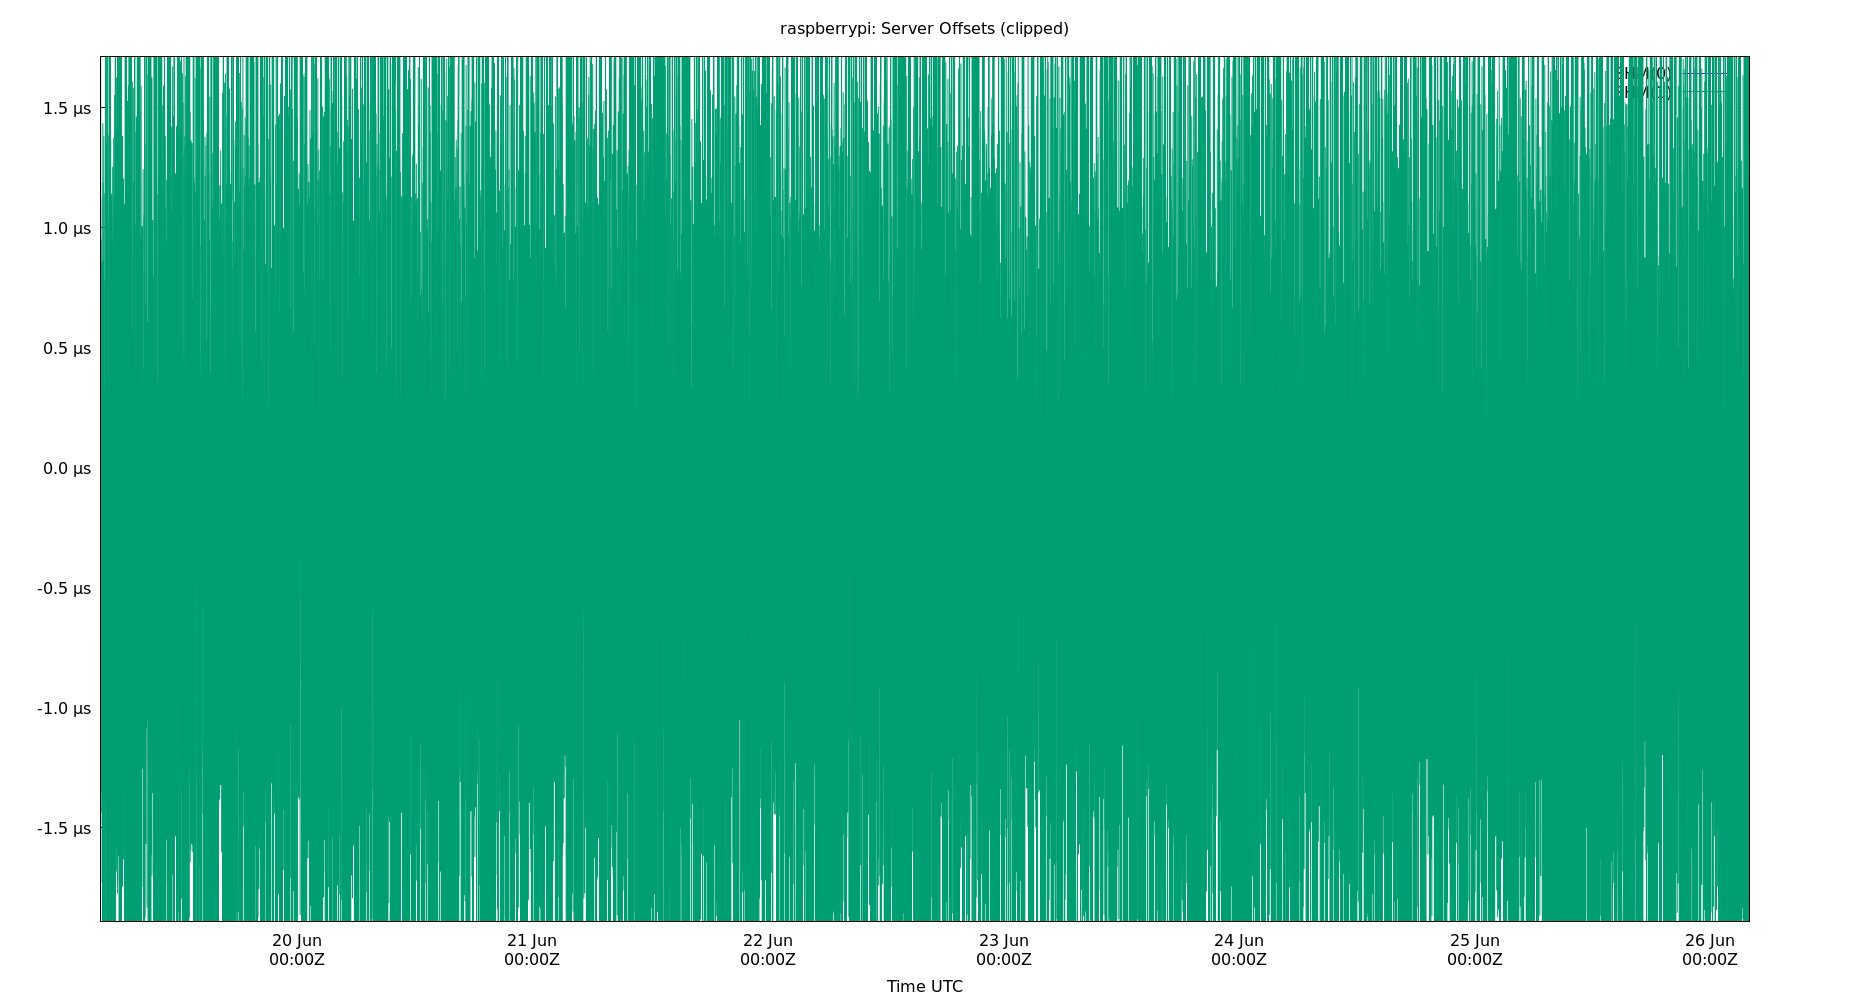 raspberrypi: Server Offsets (clipped)
1.5 µs
1.0 µs
0.5 µs
0.0 µs
-0.5 µs
-1.0 µs
-1.5 µs
20 Jun
00:00Z
21 Jun
00:00Z
22 Jun
00:00Z
23 Jun
00:00Z
24 Jun
00:00Z
25 Jun
00:00Z
26 Jun
00:00Z
Time UTC